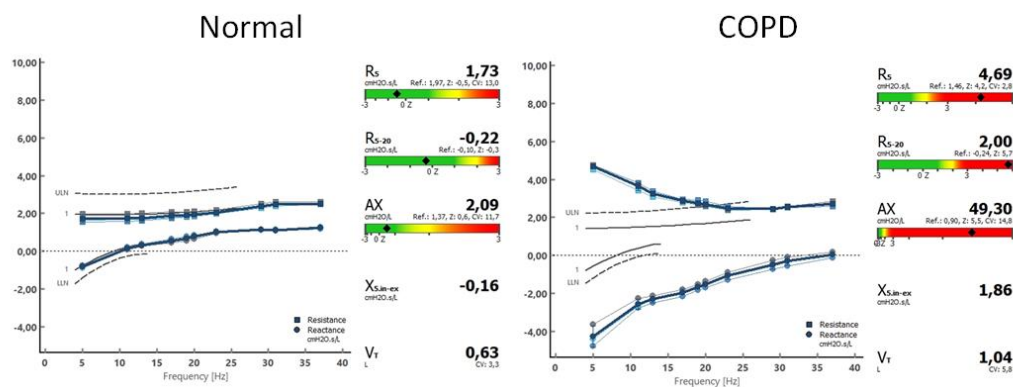 Normal
COPD
10,00
8,00
6,00
4,00
2,00
0,00
-2,00
-4,00
ULN
1
1
LLN
Resistance
Reactance
cmH2O.s/L
0 5 10 15 20 25 30 35 40
Frequency [Hz]
R5 1,73
cmH2O.s/L Ref.: 1,97, Z: -0,5, CV: 13,0
-3 0 Z 3
R5-20 -0,22
cmH2O.s/L Ref.: -0,10, Z: -0,3
-3 0 Z 3
AX 2,09
cmH2O/L Ref.: 1,37, Z: 0,6, CV: 11,7
-3 0 Z 3
X5.in-ex -0,16
cmH2O.s/L
VT 0,63
L CV: 3,3
10,00
8,00
6,00
4,00
2,00
0,00
-2,00
-4,00
ULN
1
1
LLN
Resistance
Reactance
cmH2O.s/L
0 5 10 15 20 25 30 35 40
Frequency [Hz]
R5 4,69
cmH2O.s/L Ref.: 1,46, Z: 4,2, CV: 2,8
-3 0 Z 3
R5-20 2,00
cmH2O.s/L Ref.: -0,24, Z: 5,7
-3 0 Z 3
AX 49,30
cmH2O/L Ref.: 0,90, Z: 5,5, CV: 14,8
3
X5.in-ex 1,86
cmH2O.s/L
VT 1,04
L CV: 5,8